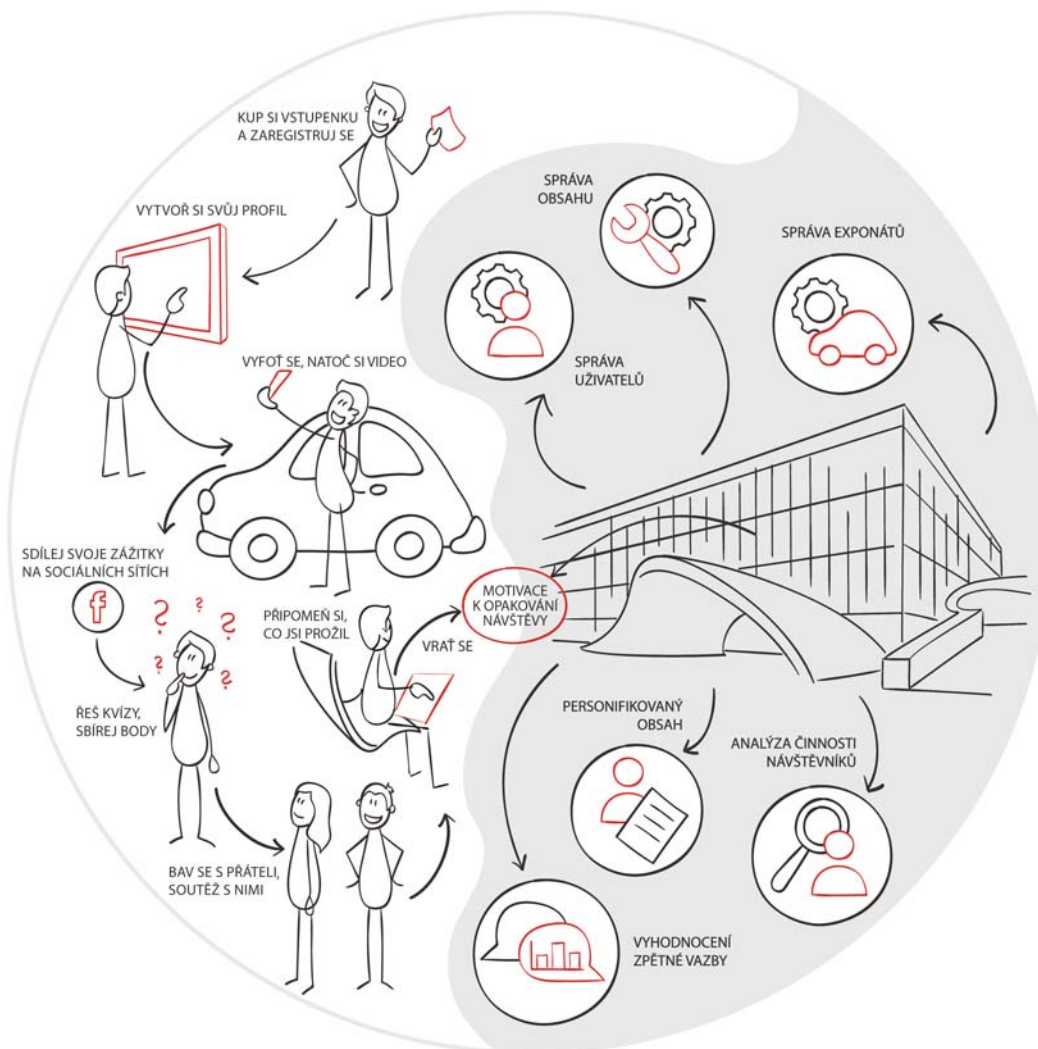 KUP SI VSTUPENKU
A ZAREGISTRUJ SE
VYTVOŘ SI SVŮJ PROFIL
VYFOŤ SE, NATOČ SI VIDEO
SDÍLEJ SVOJE ZÁŽITKY
NA SOCIÁLNÍCH SÍTÍCH
f
? ? ? ? ?
ŘEŠ KVÍZY,
SBÍREJ BODY
BAV SE S PŘÁTELI,
SOUTĚŽ S NIMI
PŘIPOMEŇ SI,
CO JSI PROŽIL
VRAŤ SE
MOTIVACE
K OPAKOVÁNÍ
NÁVŠTĚVY
SPRÁVA
OBSAHU
SPRÁVA EXPONÁTŮ
SPRÁVA
UŽIVATELŮ
PERSONIFIKOVANÝ
OBSAH
ANALÝZA ČINNOSTI
NÁVŠTĚVNÍKŮ
VYHODNOCENÍ
ZPĚTNÉ VAZBY